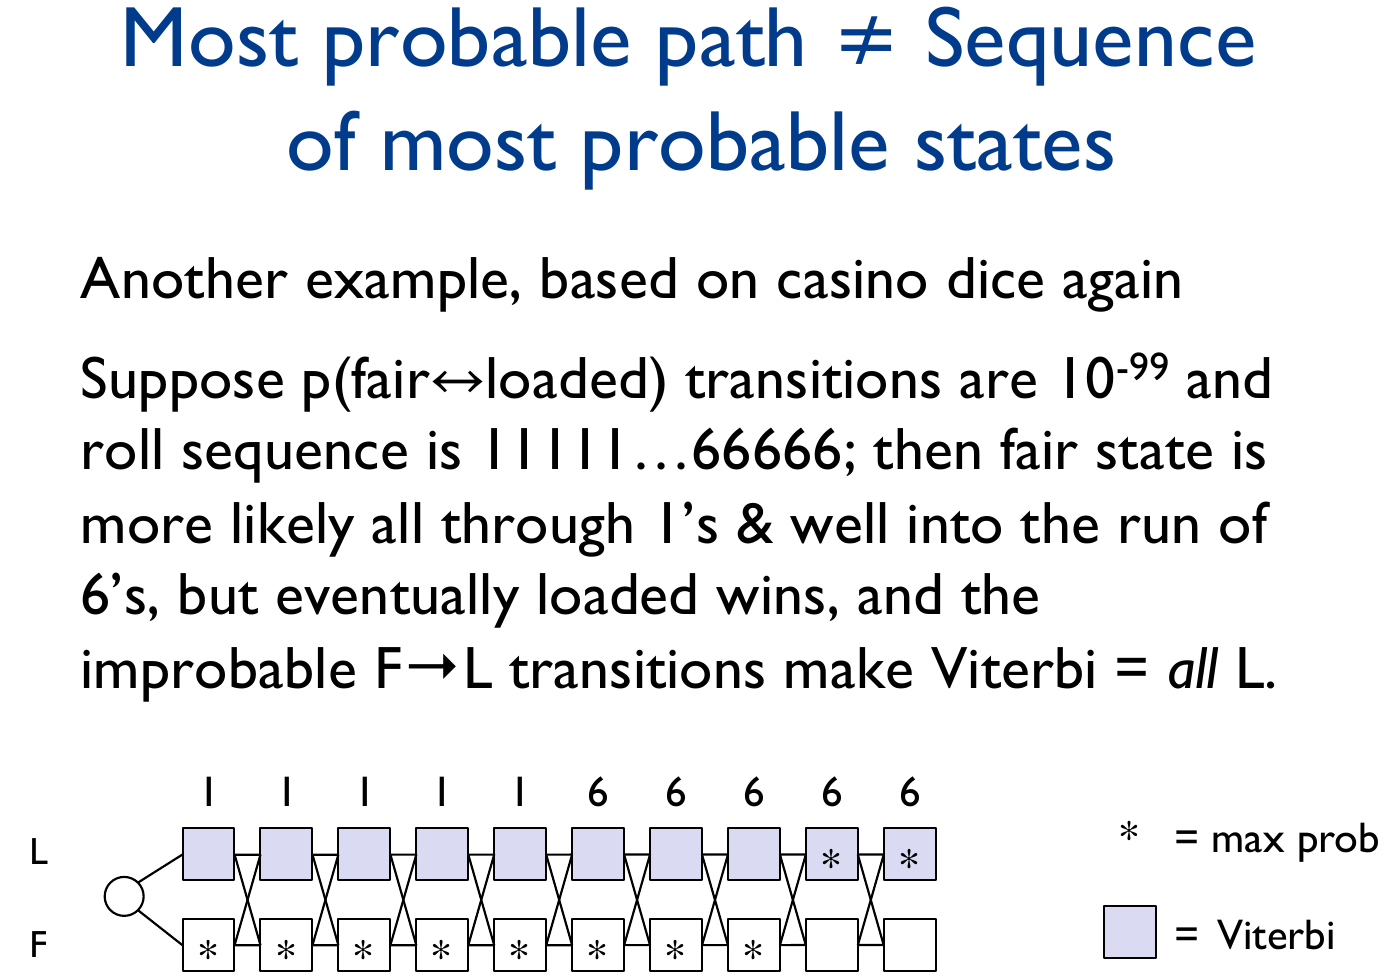 Most probable path ≠ Sequence
of most probable states
Another example, based on casino dice again
Suppose p(fair↔loaded) transitions are 10⁻⁹⁹ and
roll sequence is 11111…66666; then fair state is
more likely all through 1’s & well into the run of
6’s, but eventually loaded wins, and the
improbable F→L transitions make Viterbi = all L.
1 1 1 1 1 6 6 6 6 6
L * *
F * * * * * * * *
* = max prob
= Viterbi